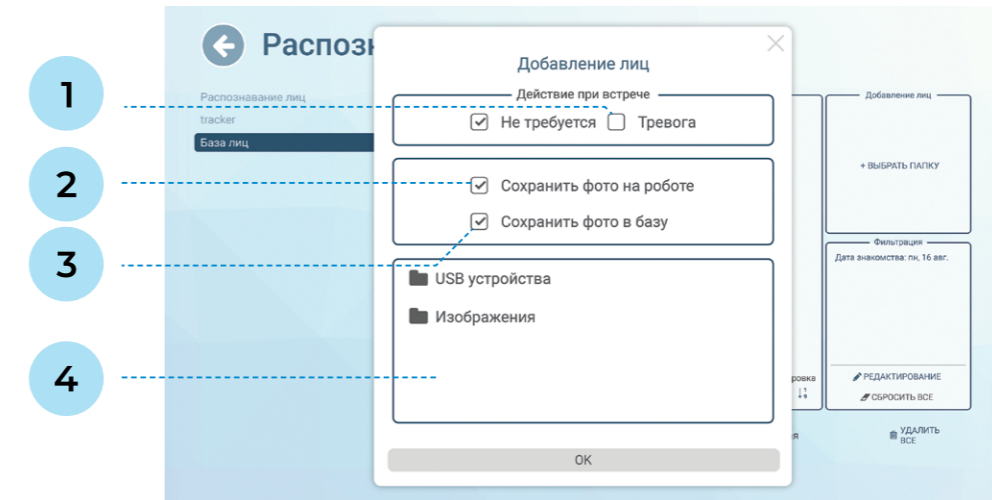 Распозн
Распознавание лиц
tracker
База лиц
1
2
3
4
Добавление лиц
Действие при встрече
Не требуется Тревога
Сохранить фото на роботе
Сохранить фото в базу
USB устройства
Изображения
OK
Добавление лиц
+ ВЫБРАТЬ ПАПКУ
Фильтрация
Дата знакомства: пн, 16 авг.
РЕДАКТИРОВАНИЕ
СБРОСИТЬ ВСЕ
ровка
я
УДАЛИТЬ
ВСЕ